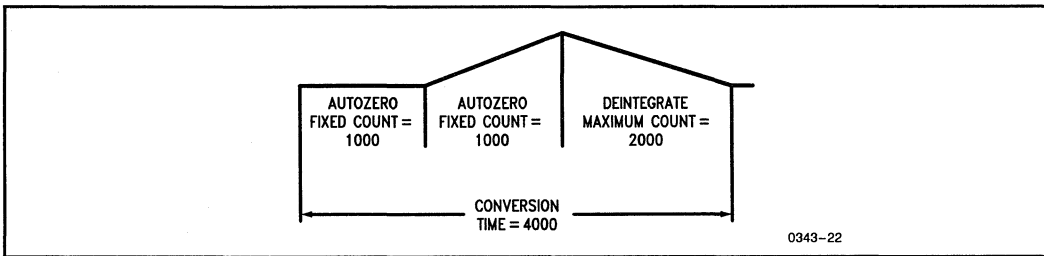 AUTOZERO
FIXED COUNT =
1000
AUTOZERO
FIXED COUNT =
1000
DEINTEGRATE
MAXIMUM COUNT =
2000
CONVERSION
TIME = 4000
0343-22